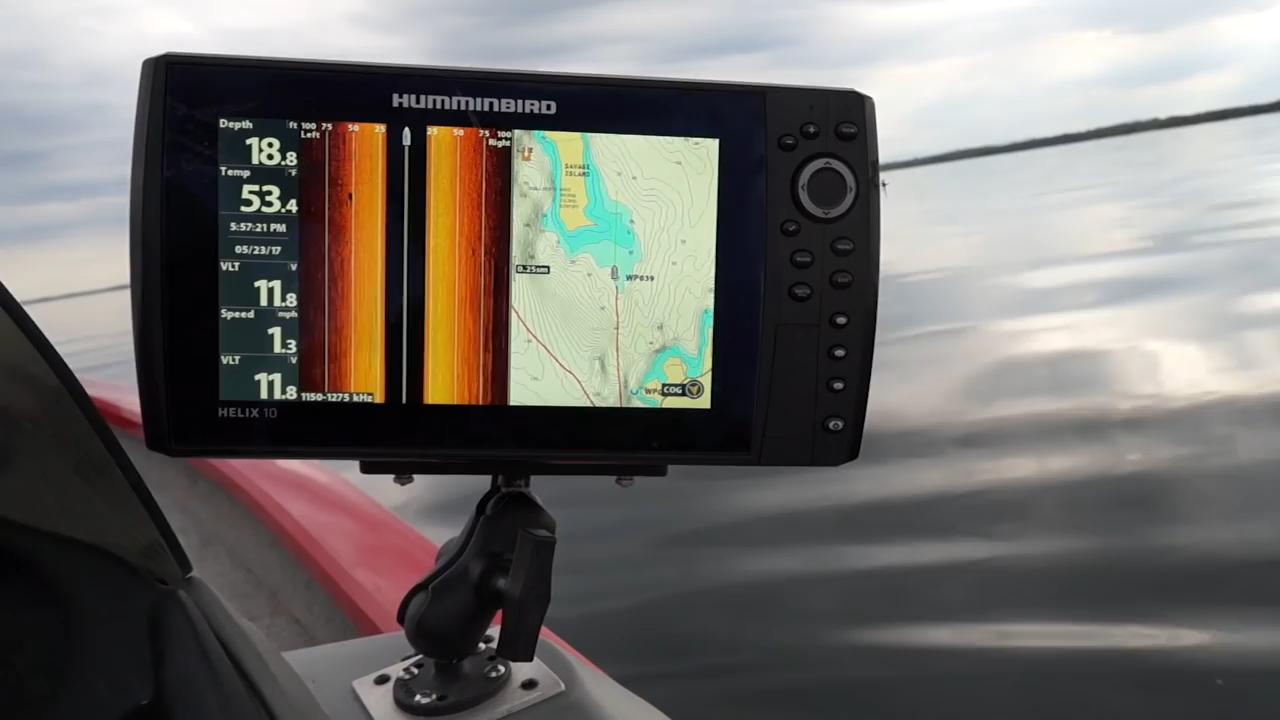 HUMMINBIRD
Depth ft
18.8
Temp °F
53.4
5:57:21 PM
05/23/17
VLT V
11.8
Speed mph
1.3
VLT V
11.8
100 75 50 25
Left
25 50 75 100
Right
1150-1275 kHz
SAVAGE
ISLAND
0.25sm
WP039
COG
HELIX 10